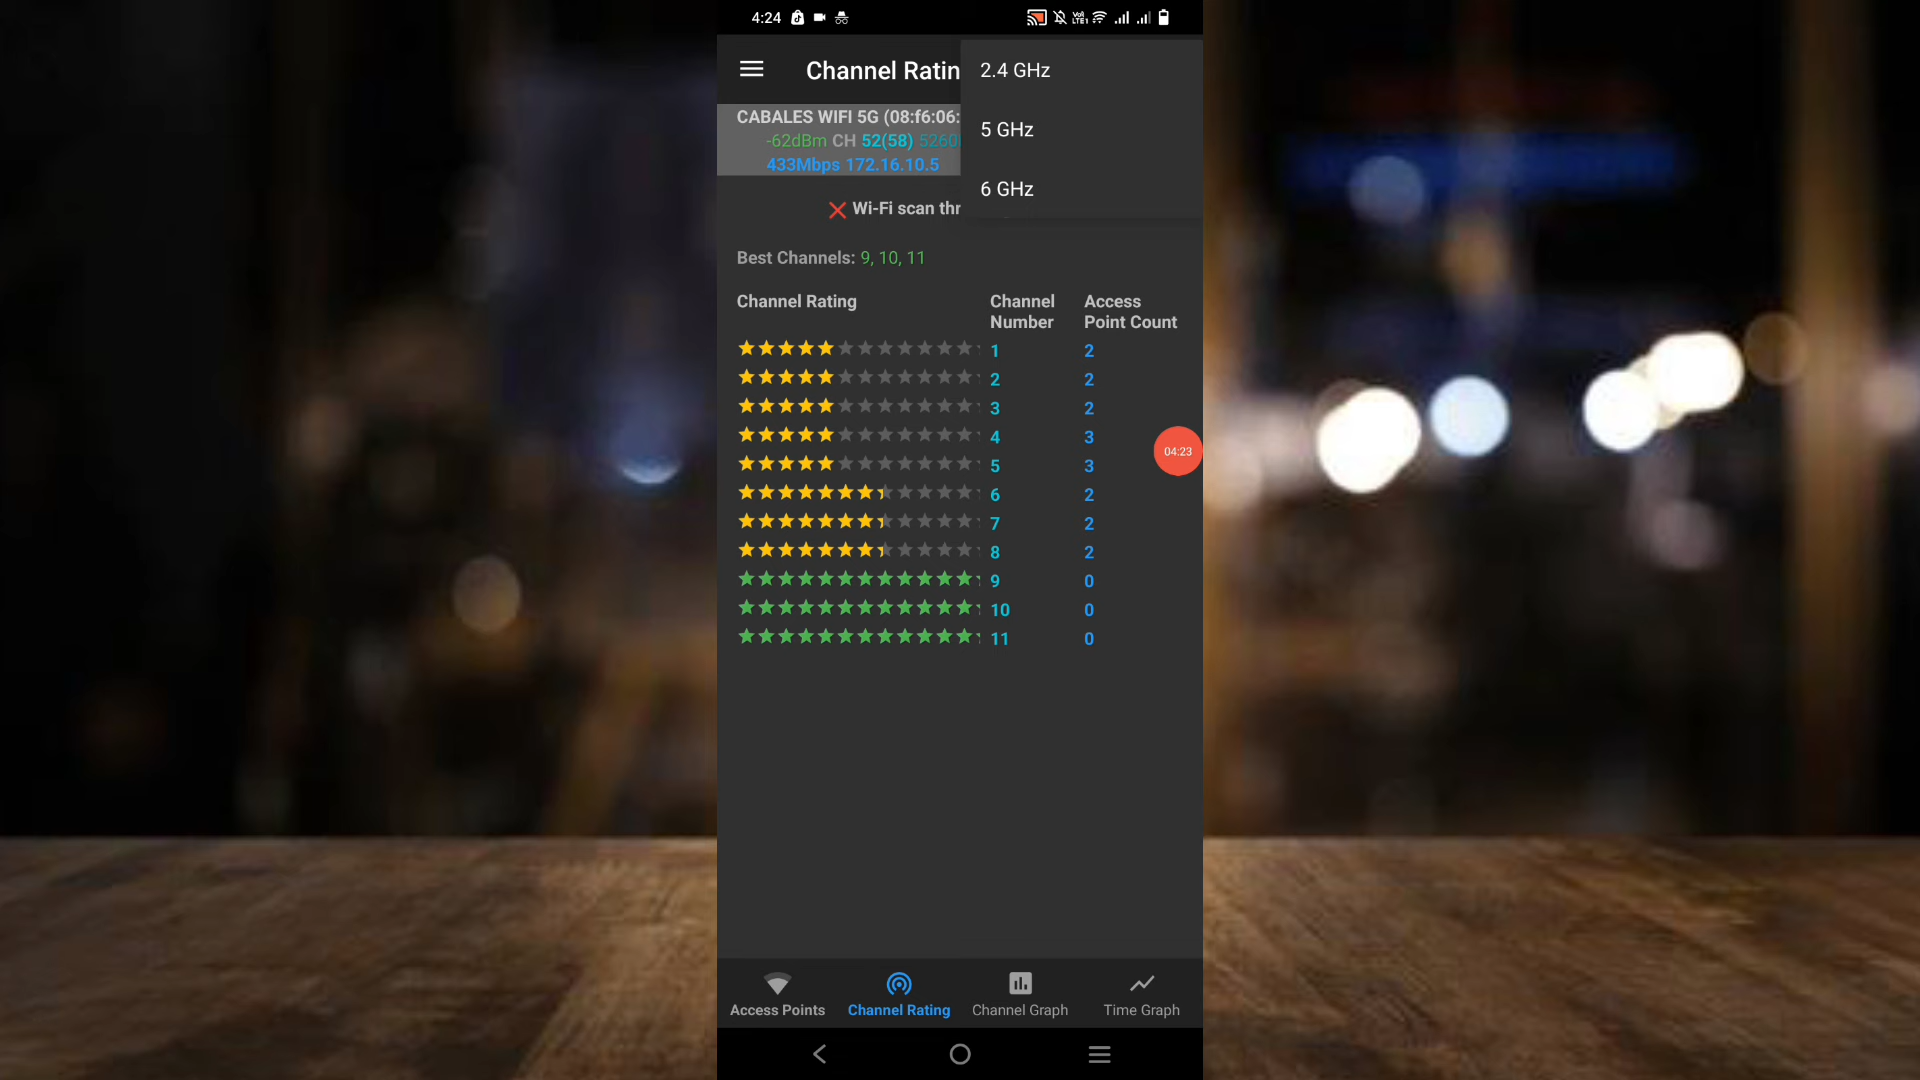 4:24
Channel Ratin
2.4 GHz
5 GHz
6 GHz
CABALES WIFI 5G (08:f6:06:
-62dBm CH 52(58) 5260
433Mbps 172.16.10.5
Wi-Fi scan thr
Best Channels: 9, 10, 11
Channel Rating Channel Number Access Point Count
1 2
2 2
3 2
4 3
5 3
6 2
7 2
8 2
9 0
10 0
11 0
04:23
Access Points Channel Rating Channel Graph Time Graph